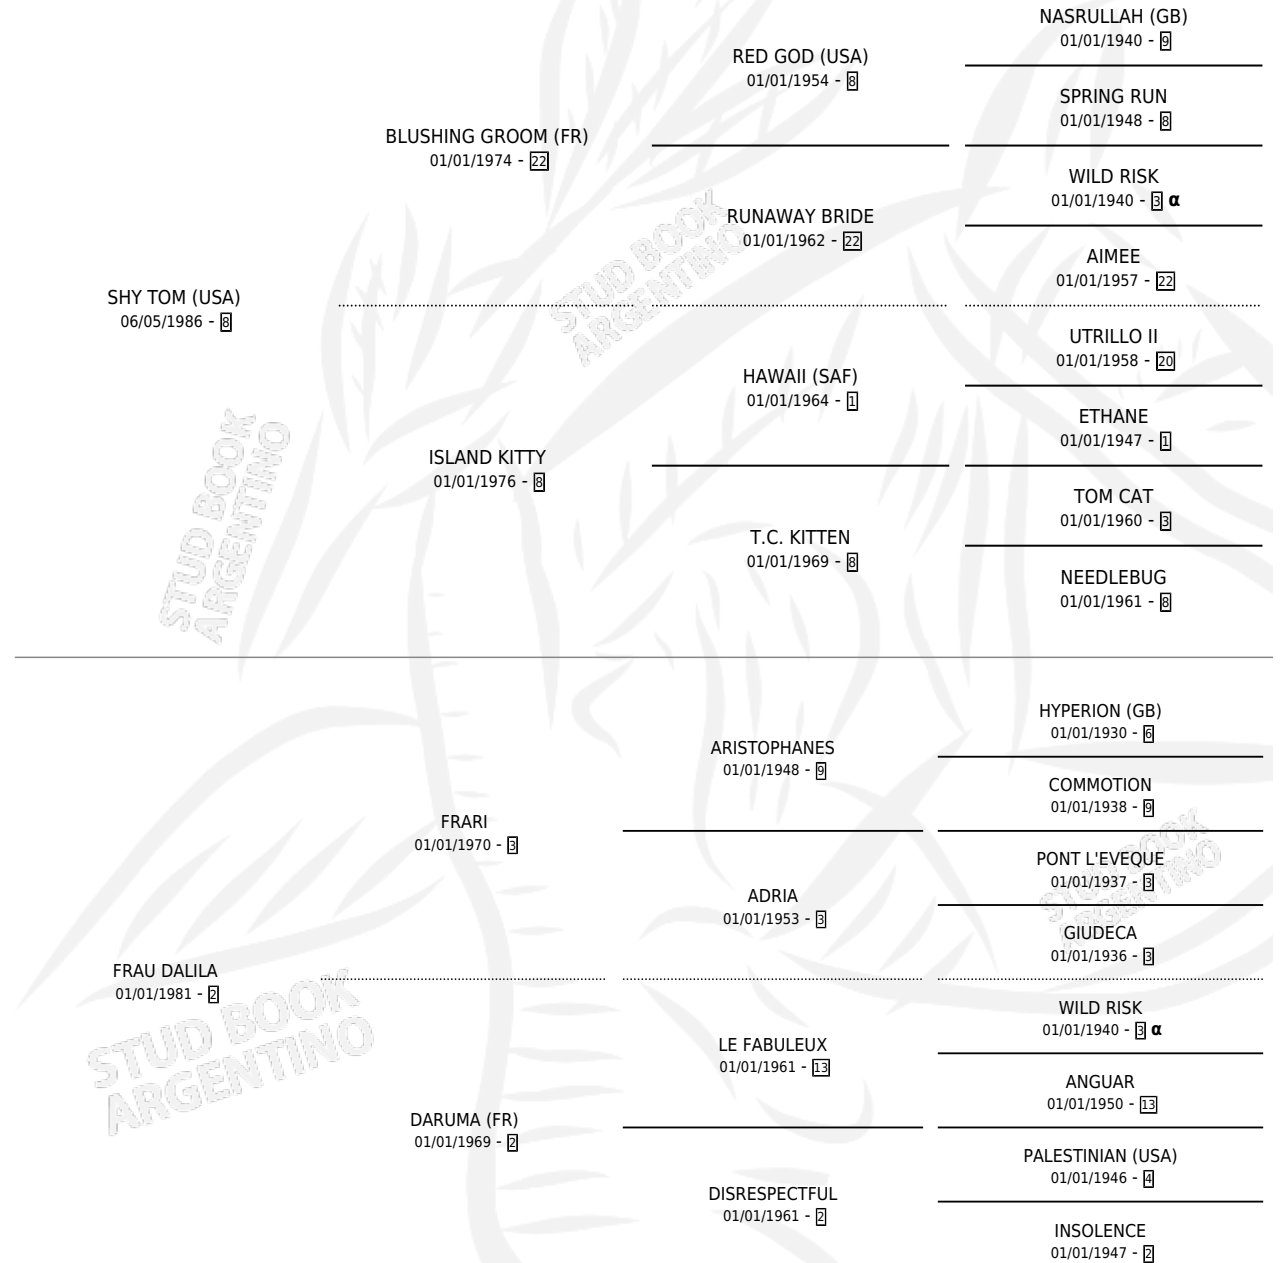 NASRULLAH (GB)
01/01/1940 - 9
RED GOD (USA)
01/01/1954 - 8
SPRING RUN
01/01/1948 - 8
BLUSHING GROOM (FR)
01/01/1974 - 22
WILD RISK
01/01/1940 - 3 α
RUNAWAY BRIDE
01/01/1962 - 22
AIMEE
01/01/1957 - 22
SHY TOM (USA)
06/05/1986 - 8
UTRILLO II
01/01/1958 - 20
HAWAII (SAF)
01/01/1964 - 1
ETHANE
01/01/1947 - 1
ISLAND KITTY
01/01/1976 - 8
TOM CAT
01/01/1960 - 3
T.C. KITTEN
01/01/1969 - 8
NEEDLEBUG
01/01/1961 - 8
HYPERION (GB)
01/01/1930 - 6
ARISTOPHANES
01/01/1948 - 9
COMMOTION
01/01/1938 - 9
FRARI
01/01/1970 - 3
PONT L'EVEQUE
01/01/1937 - 3
ADRIA
01/01/1953 - 3
GIUDECA
01/01/1936 - 3
FRAU DALILA
01/01/1981 - 2
WILD RISK
01/01/1940 - 3 α
LE FABULEUX
01/01/1961 - 13
ANGUAR
01/01/1950 - 13
DARUMA (FR)
01/01/1969 - 2
PALESTINIAN (USA)
01/01/1946 - 4
DISRESPECTFUL
01/01/1961 - 2
INSOLENCE
01/01/1947 - 2
STUD BOOK
ARGENTINO
STUD BOOK
ARGENTINO
STUD BOOK
ARGENTINO
STUD BOOK
ARGENTINO